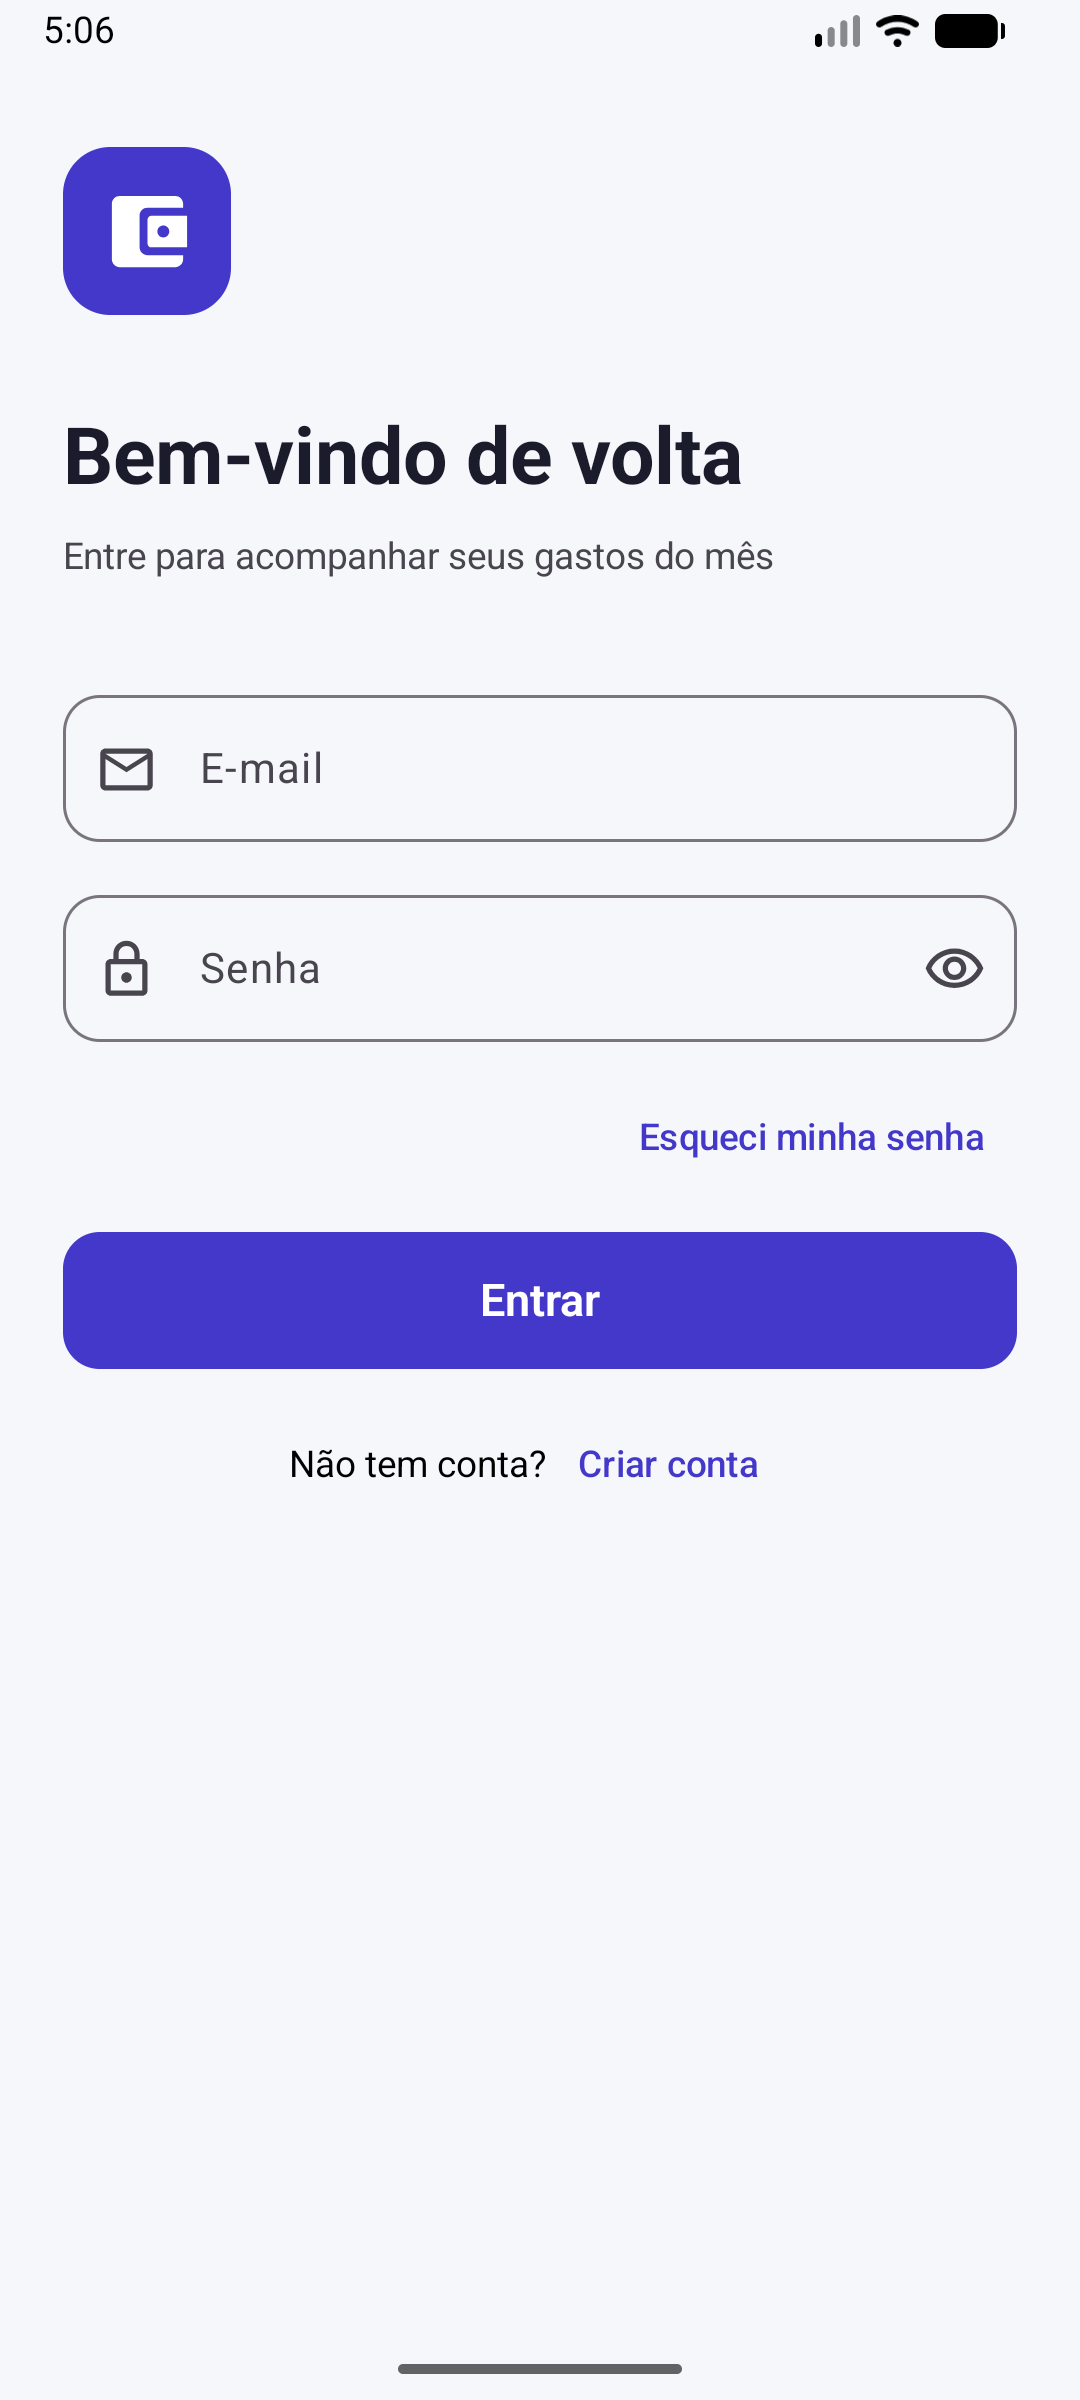 5:06
Bem-vindo de volta
Entre para acompanhar seus gastos do mês
E-mail
Senha
Esqueci minha senha
Entrar
Não tem conta? Criar conta